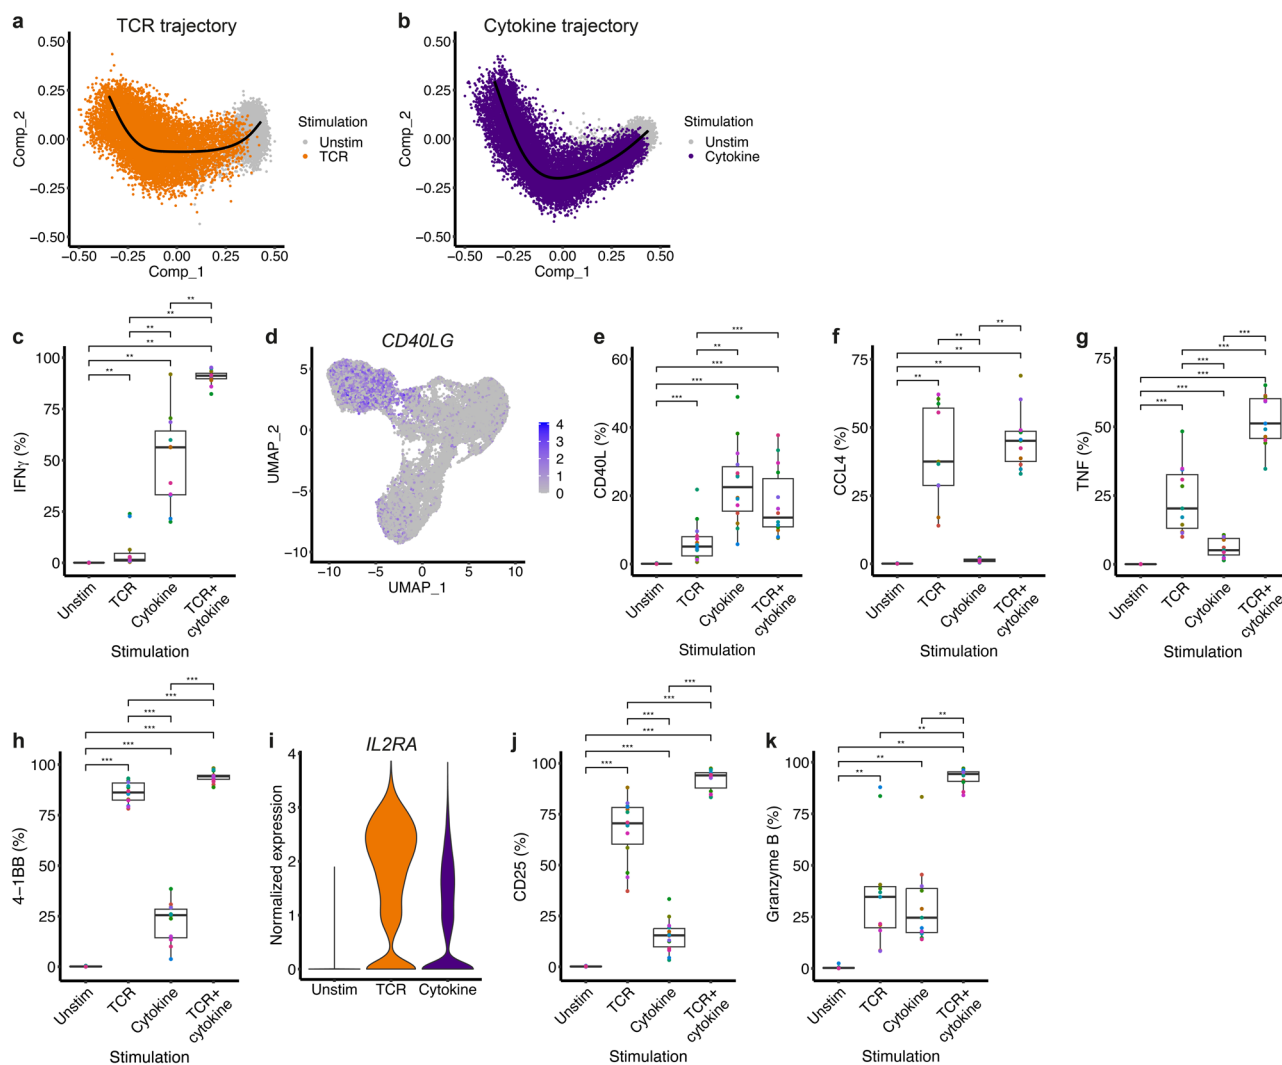 a
TCR trajectory
0.50
0.25
0.00
−0.25
−0.50
Comp_2
−0.50 −0.25 0.00 0.25 0.50
Comp_1
Stimulation
Unstim
TCR
b
Cytokine trajectory
0.50
0.25
0.00
−0.25
−0.50
Comp_2
−0.50 −0.25 0.00 0.25 0.50
Comp_1
Stimulation
Unstim
Cytokine
c
** ** ** ** ** **
100
75
50
25
0
IFNγ (%)
Unstim
TCR
Cytokine
TCR+
cytokine
Stimulation
d
CD40LG
5
0
−5
−10
UMAP_2
−10 −5 0 5 10
UMAP_1
4
3
2
1
0
e
*** ** *** *** ***
60
40
20
0
CD40L (%)
Unstim
TCR
Cytokine
TCR+
cytokine
Stimulation
f
** ** ** ** **
75
50
25
0
CCL4 (%)
Unstim
TCR
Cytokine
TCR+
cytokine
Stimulation
g
*** *** *** *** *** ***
75
50
25
0
TNF (%)
Unstim
TCR
Cytokine
TCR+
cytokine
Stimulation
h
*** *** *** *** *** ***
100
75
50
25
0
4−1BB (%)
Unstim
TCR
Cytokine
TCR+
cytokine
Stimulation
i
IL2RA
4
3
2
1
0
Normalized expression
Unstim TCR Cytokine
j
*** *** *** *** *** ***
100
75
50
25
0
CD25 (%)
Unstim
TCR
Cytokine
TCR+
cytokine
Stimulation
k
** ** ** ** **
100
75
50
25
0
Granzyme B (%)
Unstim
TCR
Cytokine
TCR+
cytokine
Stimulation